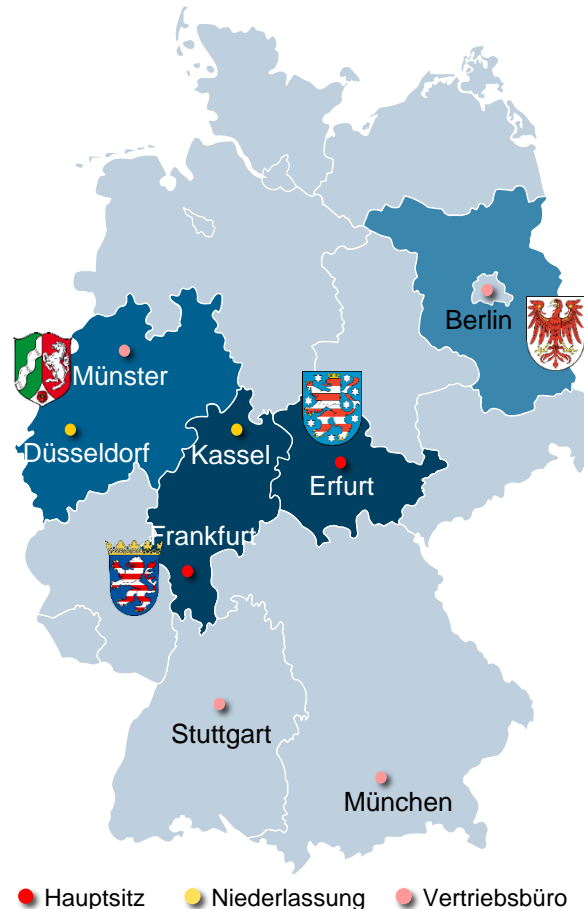 Berlin
Münster
Düsseldorf
Kassel
Erfurt
Frankfurt
Stuttgart
München
Hauptsitz
Niederlassung
Vertriebsbüro